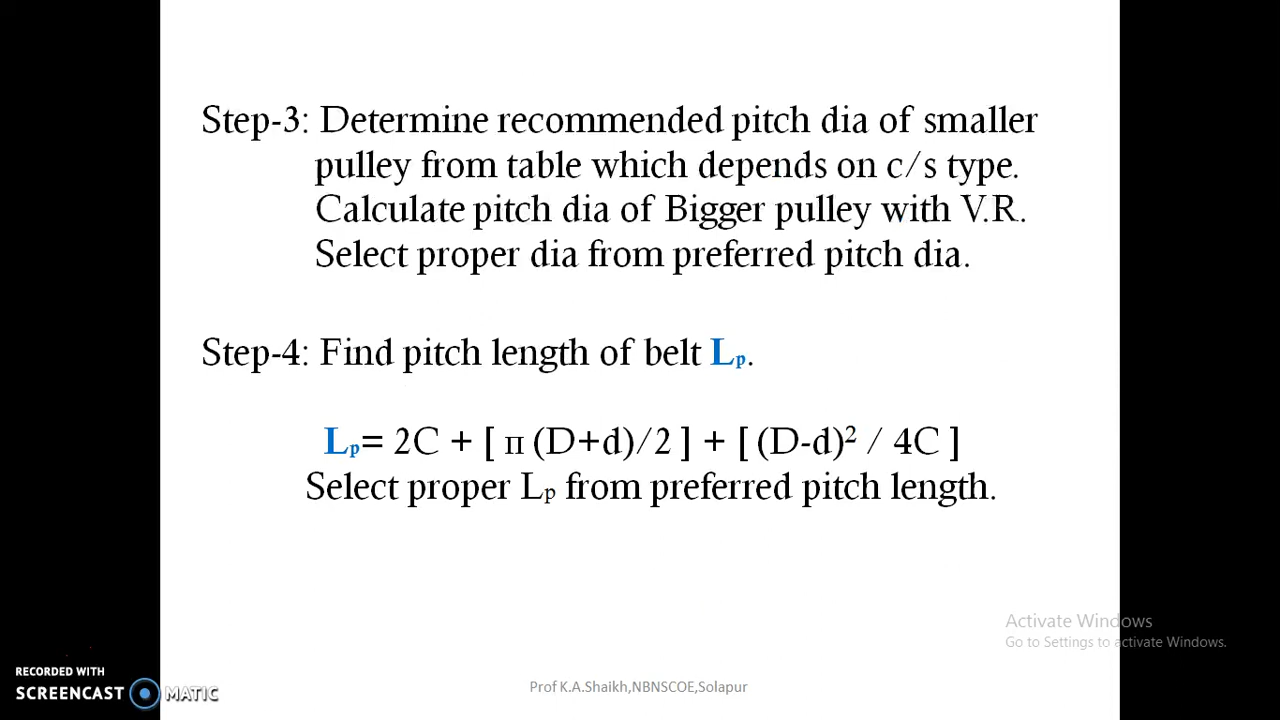 Step-3: Determine recommended pitch dia of smaller
pulley from table which depends on c/s type.
Calculate pitch dia of Bigger pulley with V.R.
Select proper dia from preferred pitch dia.
Step-4: Find pitch length of belt Lₚ.
Lₚ= 2C + [ п (D+d)/2 ] + [ (D-d)² / 4C ]
Select proper Lₚ from preferred pitch length.
Activate Windows
Go to Settings to activate Windows.
RECORDED WITH
SCREENCAST MATIC
Prof K.A.Shaikh,NBNSCOE,Solapur